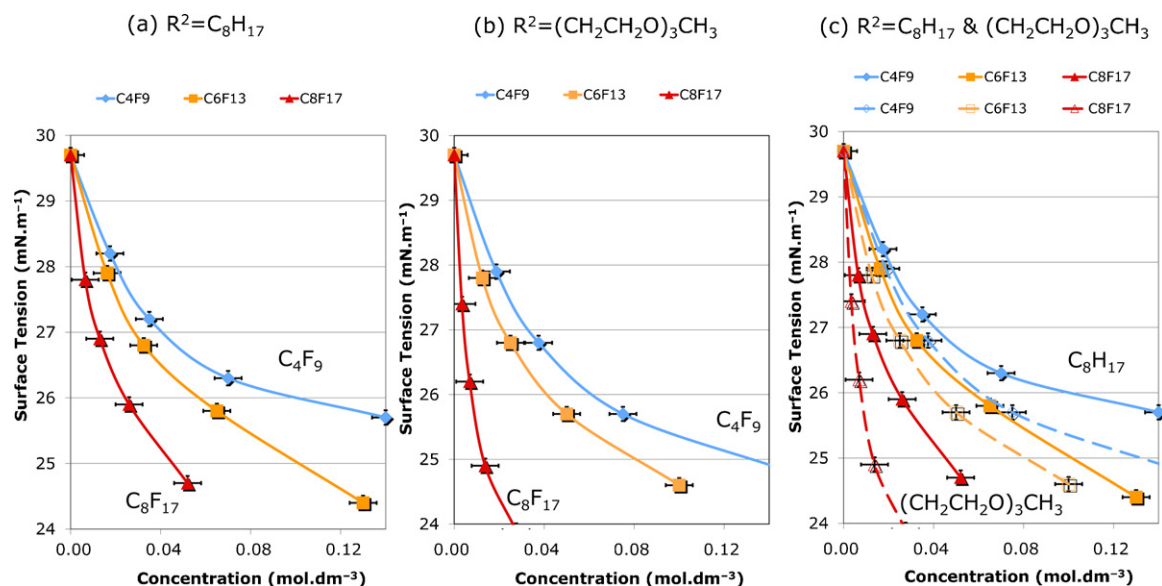 (a) R²=C₈H₁₇
C4F9 C6F13 C8F17
Surface Tension (mN.m⁻¹)
30
29
28
27
26
25
24
C₄F₉
C₈F₁₇
0.00 0.04 0.08 0.12
Concentration (mol.dm⁻³)
(b) R²=(CH₂CH₂O)₃CH₃
C4F9 C6F13 C8F17
Surface Tension (mN.m⁻¹)
30
29
28
27
26
25
24
C₄F₉
C₈F₁₇
0.00 0.04 0.08 0.12
Concentration (mol.dm⁻³)
(c) R²=C₈H₁₇ & (CH₂CH₂O)₃CH₃
C4F9 C6F13 C8F17
C4F9 C6F13 C8F17
Surface Tension (mN.m⁻¹)
30
29
28
27
26
25
24
C₈H₁₇
(CH₂CH₂O)₃CH₃
0.00 0.04 0.08 0.12
Concentration (mol.dm⁻³)